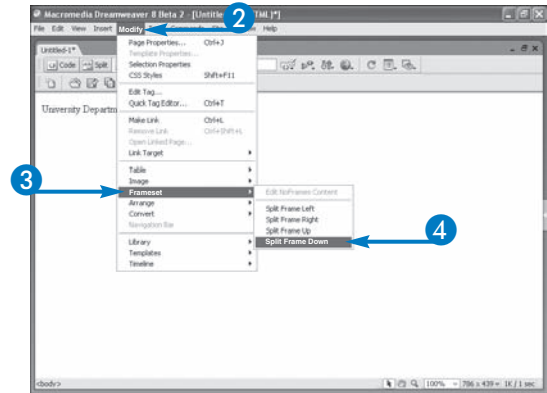 Macromedia Dreamweaver 8 Beta 2 - [Untitle
TML)*]
2
File Edit View Insert Modify
Commands
Help
Untitled-1*
Code Split
Page Properties... Ctrl+J
Template Properties...
Selection Properties
CSS Styles Shift+F11
Edit Tag...
Quick Tag Editor... Ctrl+T
Make Link Ctrl+L
Remove Link Ctrl+Shift+L
Open Linked Page...
Link Target
Table
Image
3
Frameset
Arrange
Convert
Navigation Bar
Library
Templates
Timeline
University Departm
Edit NoFrames Content
Split Frame Left
Split Frame Right
Split Frame Up
Split Frame Down
4
<body>
100%
786 x 439
1K / 1 sec